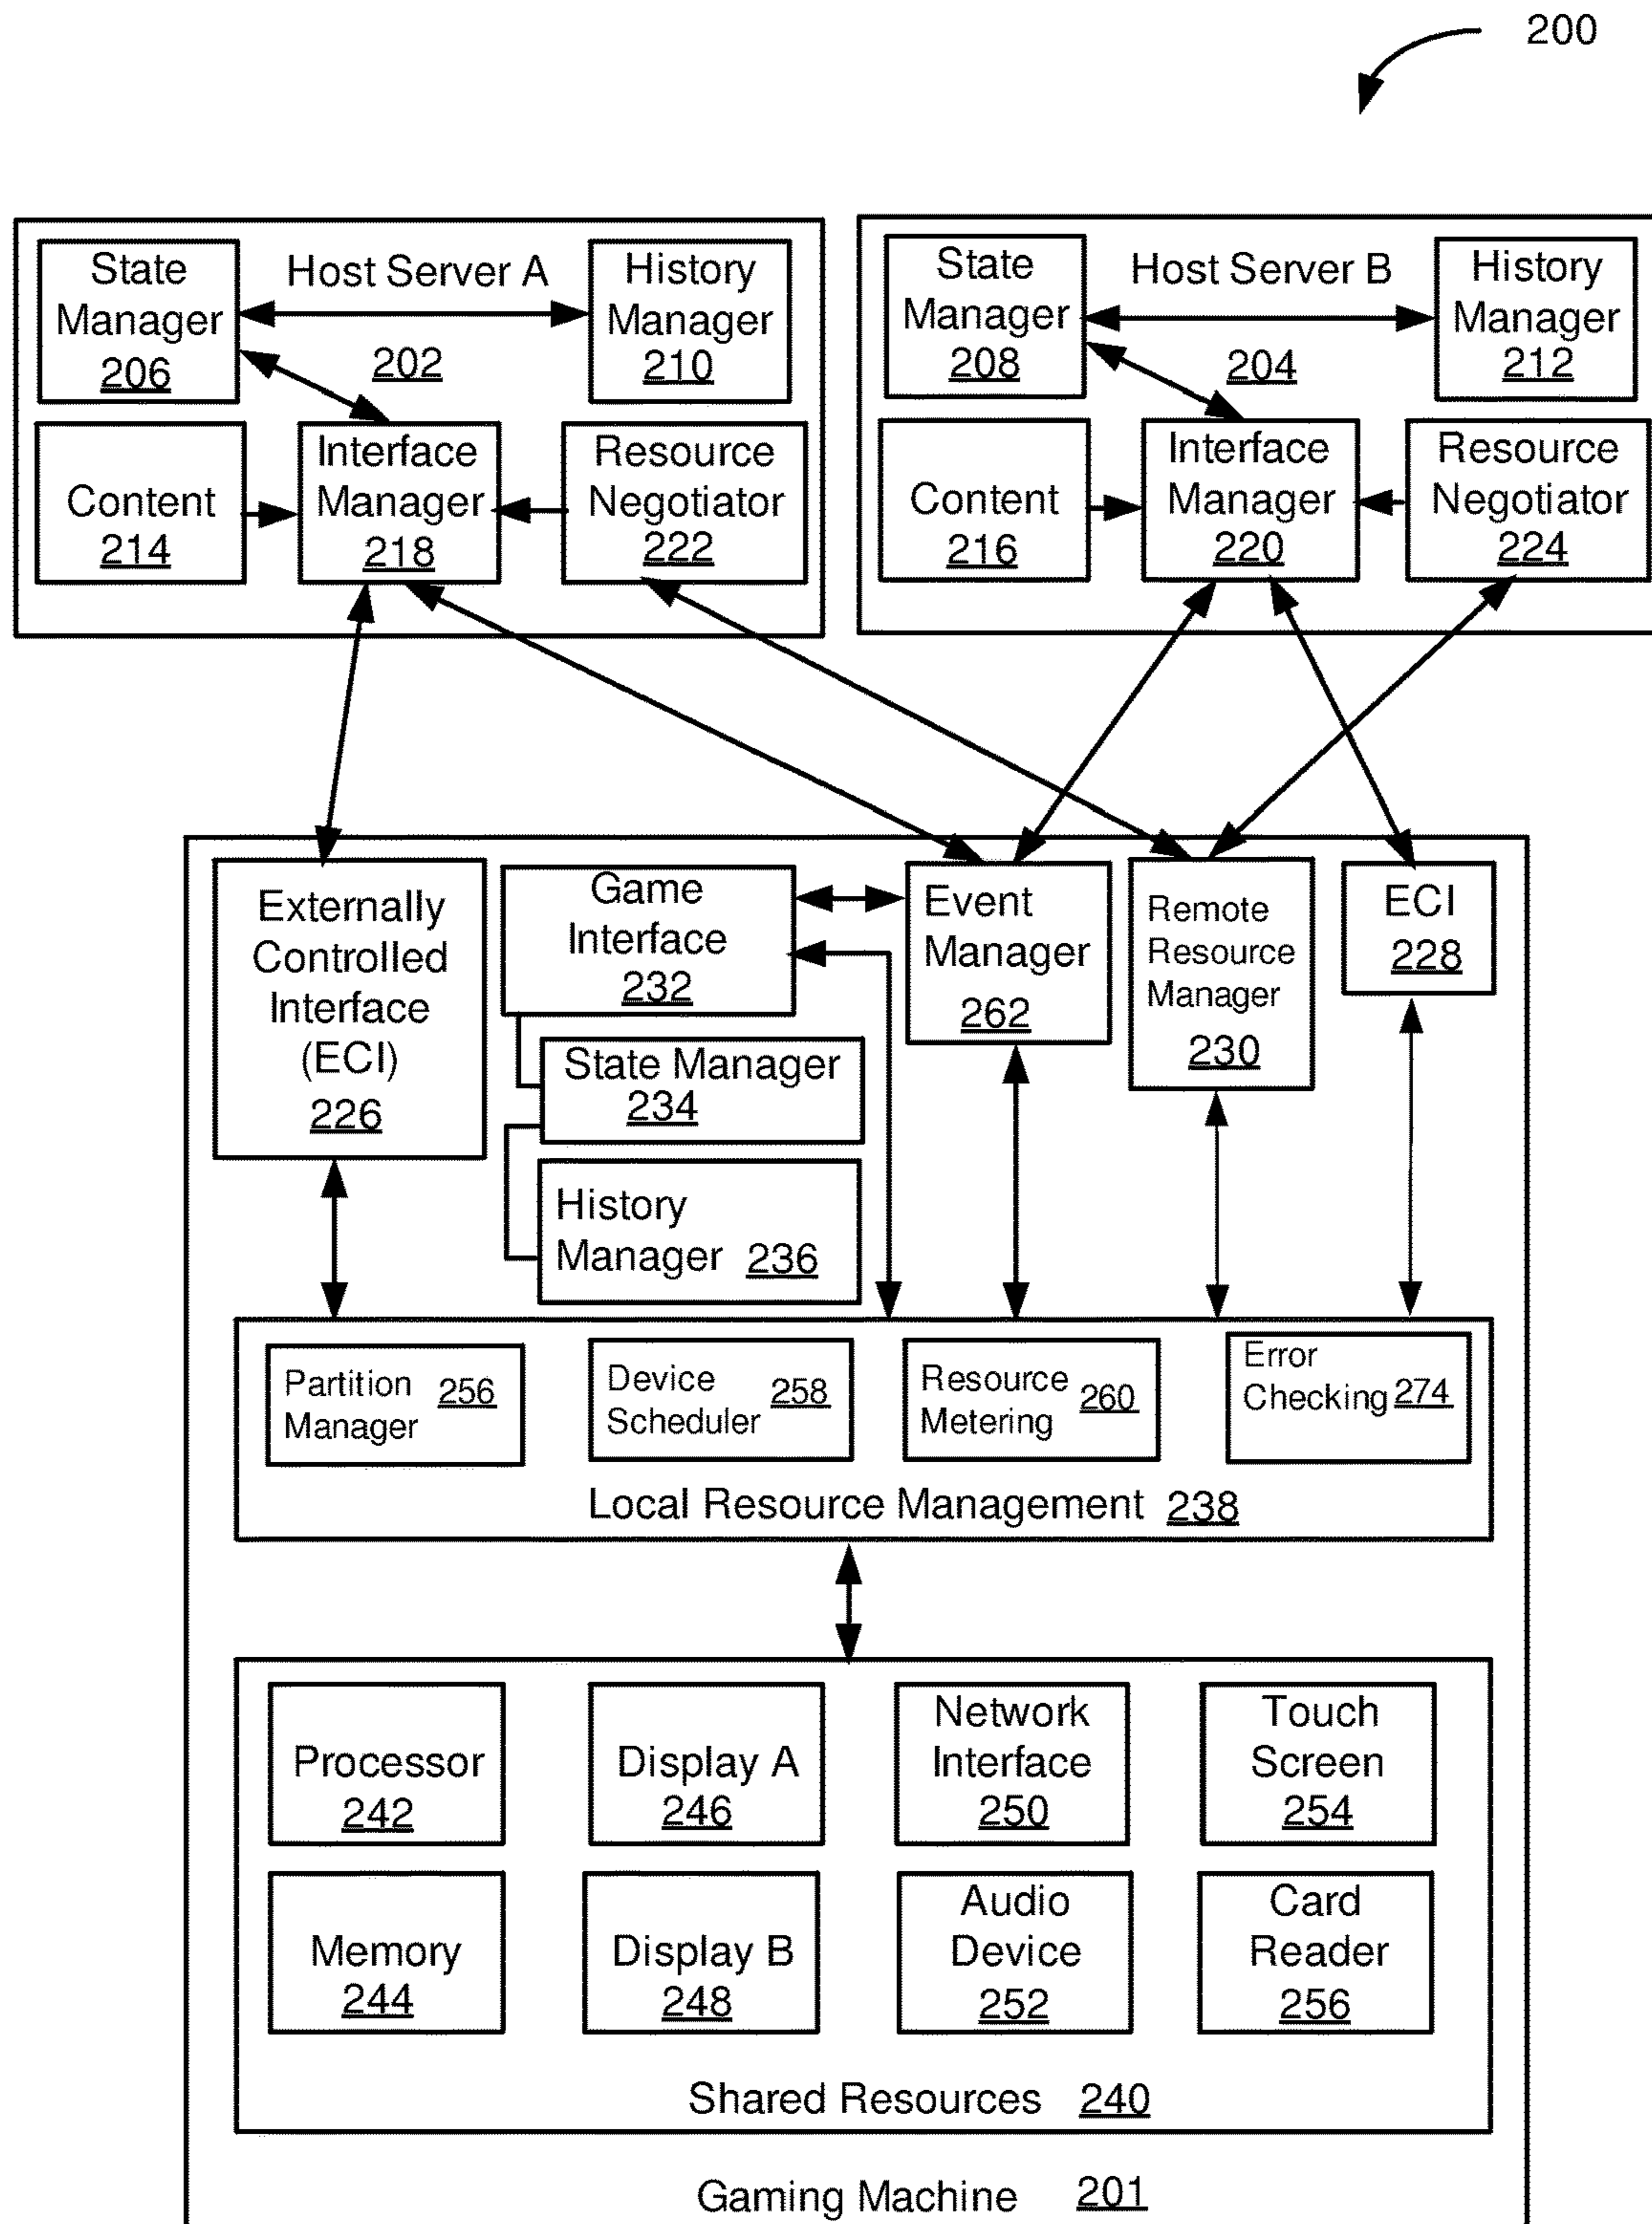 200
State
Manager
206
Host Server A
202
History
Manager
210
Content
214
Interface
Manager
218
Resource
Negotiator
222
State
Manager
208
Host Server B
204
History
Manager
212
Content
216
Interface
Manager
220
Resource
Negotiator
224
Externally
Controlled
Interface
(ECI)
226
Game
Interface
232
State Manager
234
History
Manager 236
Event
Manager
262
Remote
Resource
Manager
230
ECI
228
Partition
Manager
256
Device
Scheduler
258
Resource
Metering
260
Error
Checking 274
Local Resource Management 238
Processor
242
Display A
246
Network
Interface
250
Touch
Screen
254
Memory
244
Display B
248
Audio
Device
252
Card
Reader
256
Shared Resources 240
Gaming Machine 201